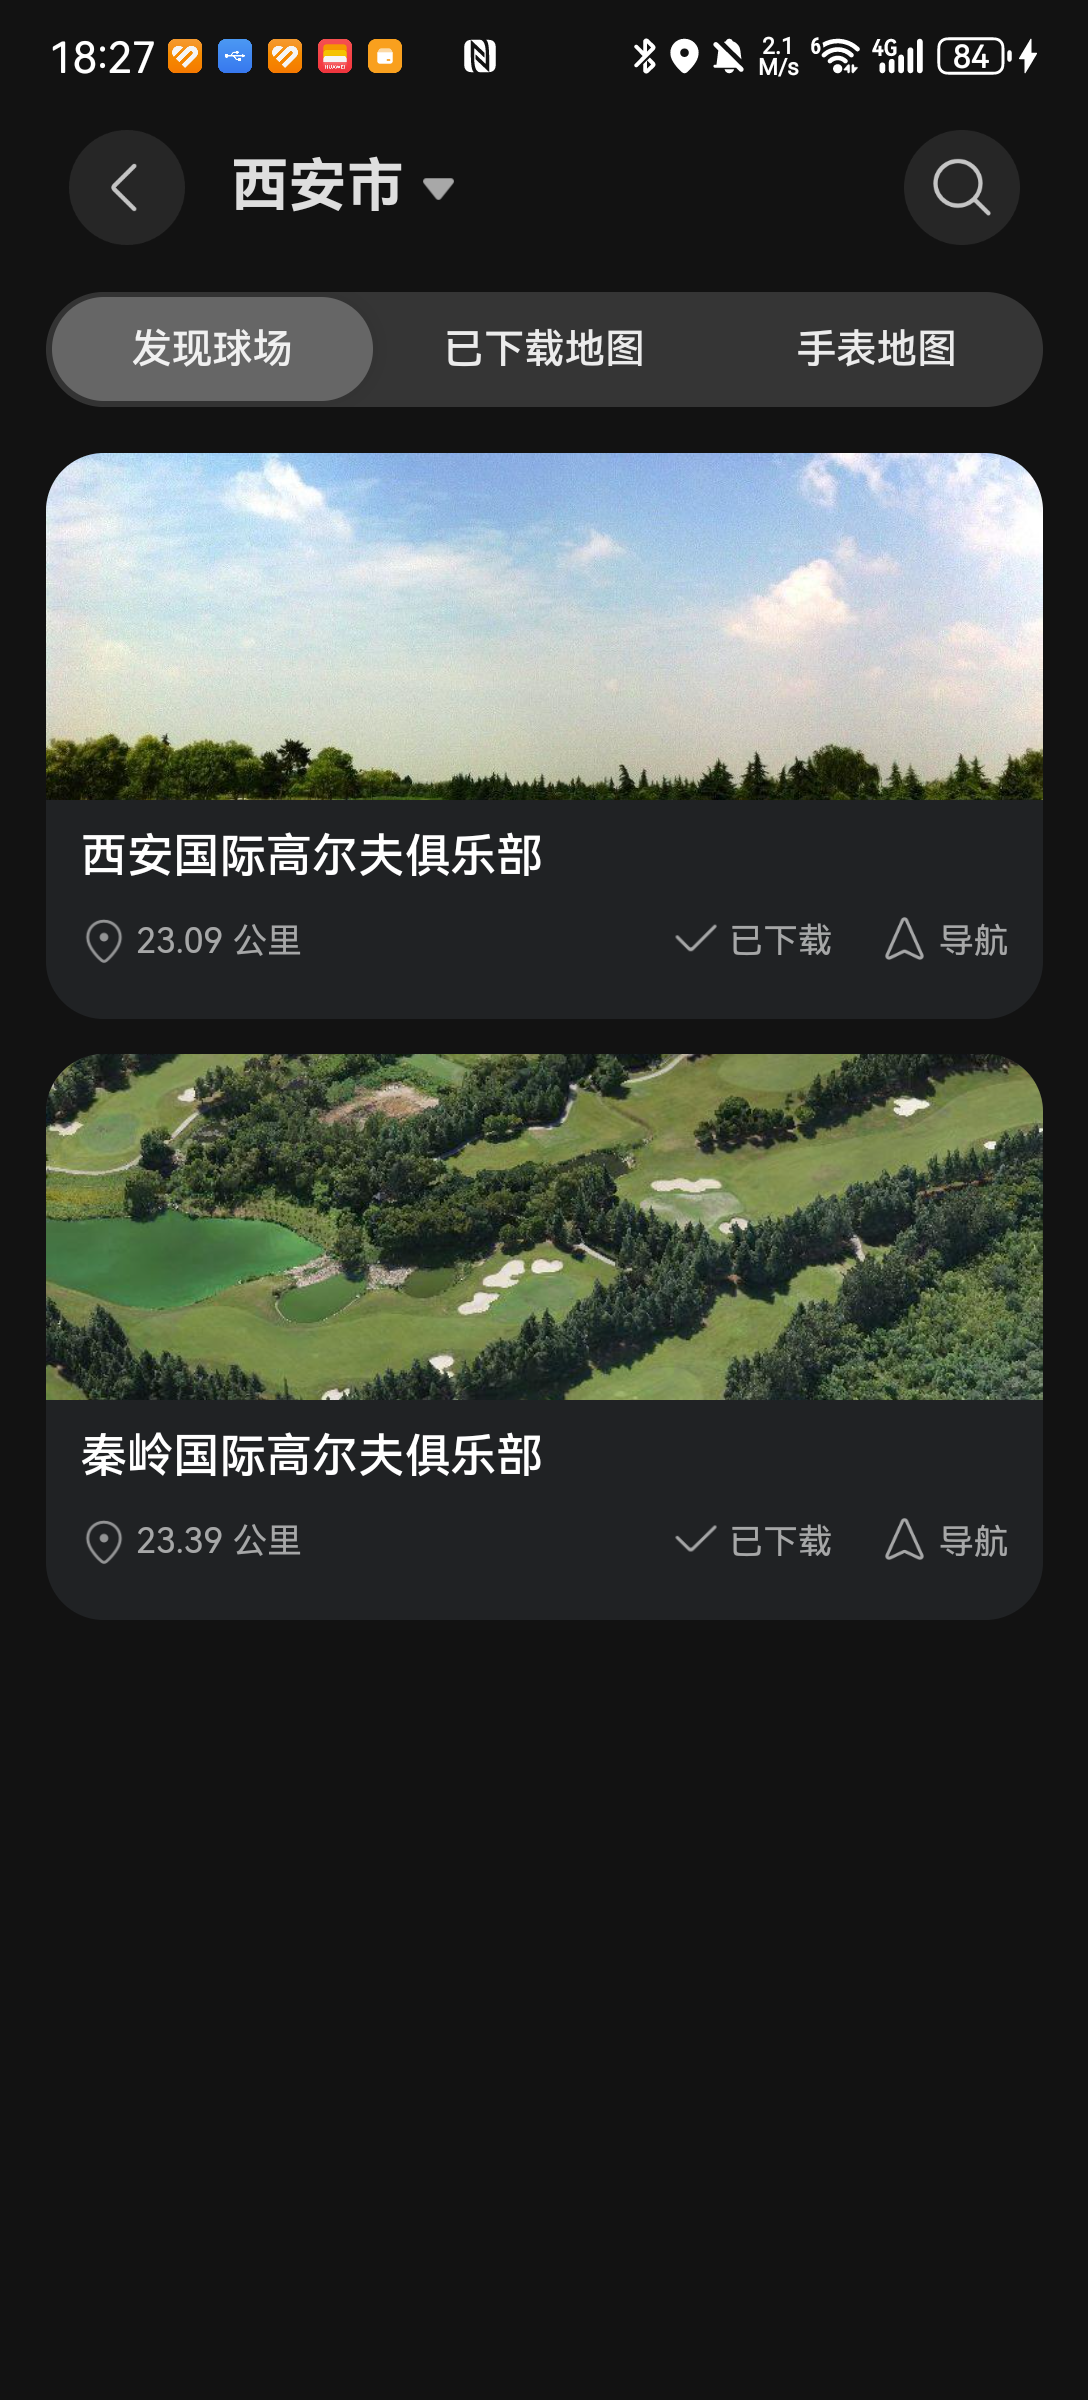 18:27
2.1 M/s
6
4G
84
西安市
发现球场 已下载地图 手表地图
西安国际高尔夫俱乐部
23.09 公里 已下载 导航
秦岭国际高尔夫俱乐部
23.39 公里 已下载 导航